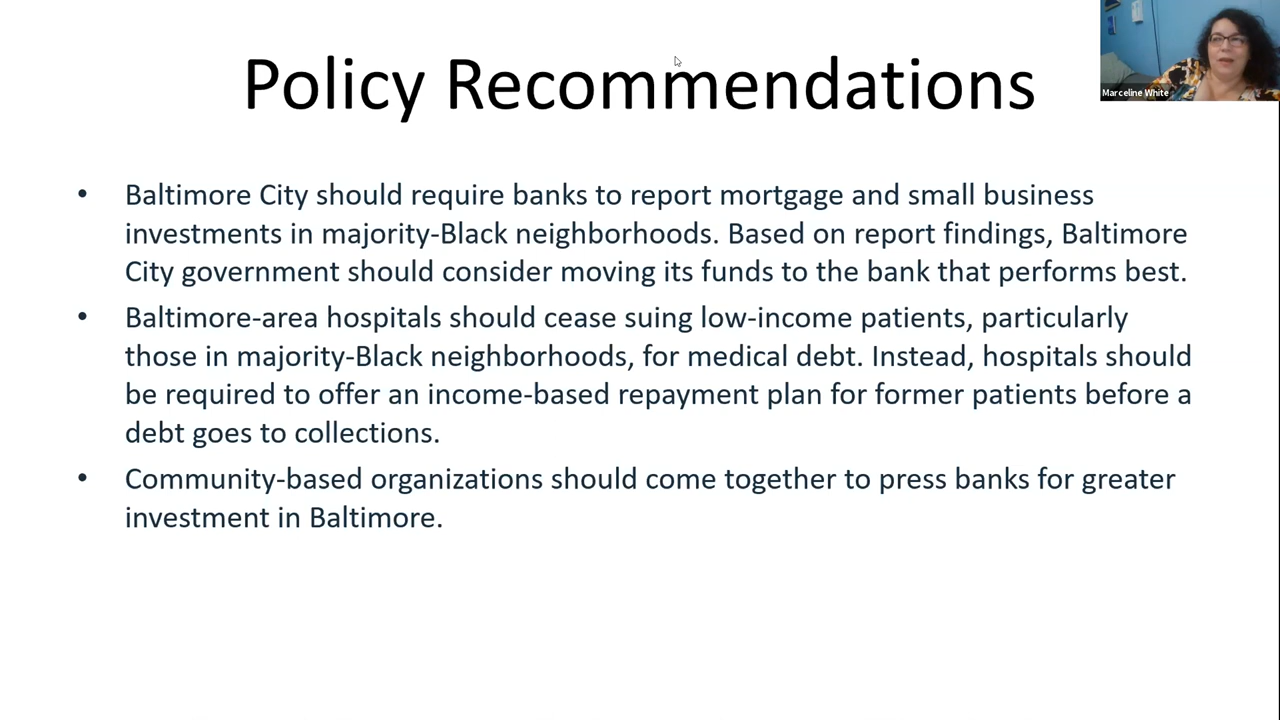 Policy Recommendations
Marceline White
• Baltimore City should require banks to report mortgage and small business
investments in majority-Black neighborhoods. Based on report findings, Baltimore
City government should consider moving its funds to the bank that performs best.
• Baltimore-area hospitals should cease suing low-income patients, particularly
those in majority-Black neighborhoods, for medical debt. Instead, hospitals should
be required to offer an income-based repayment plan for former patients before a
debt goes to collections.
• Community-based organizations should come together to press banks for greater
investment in Baltimore.